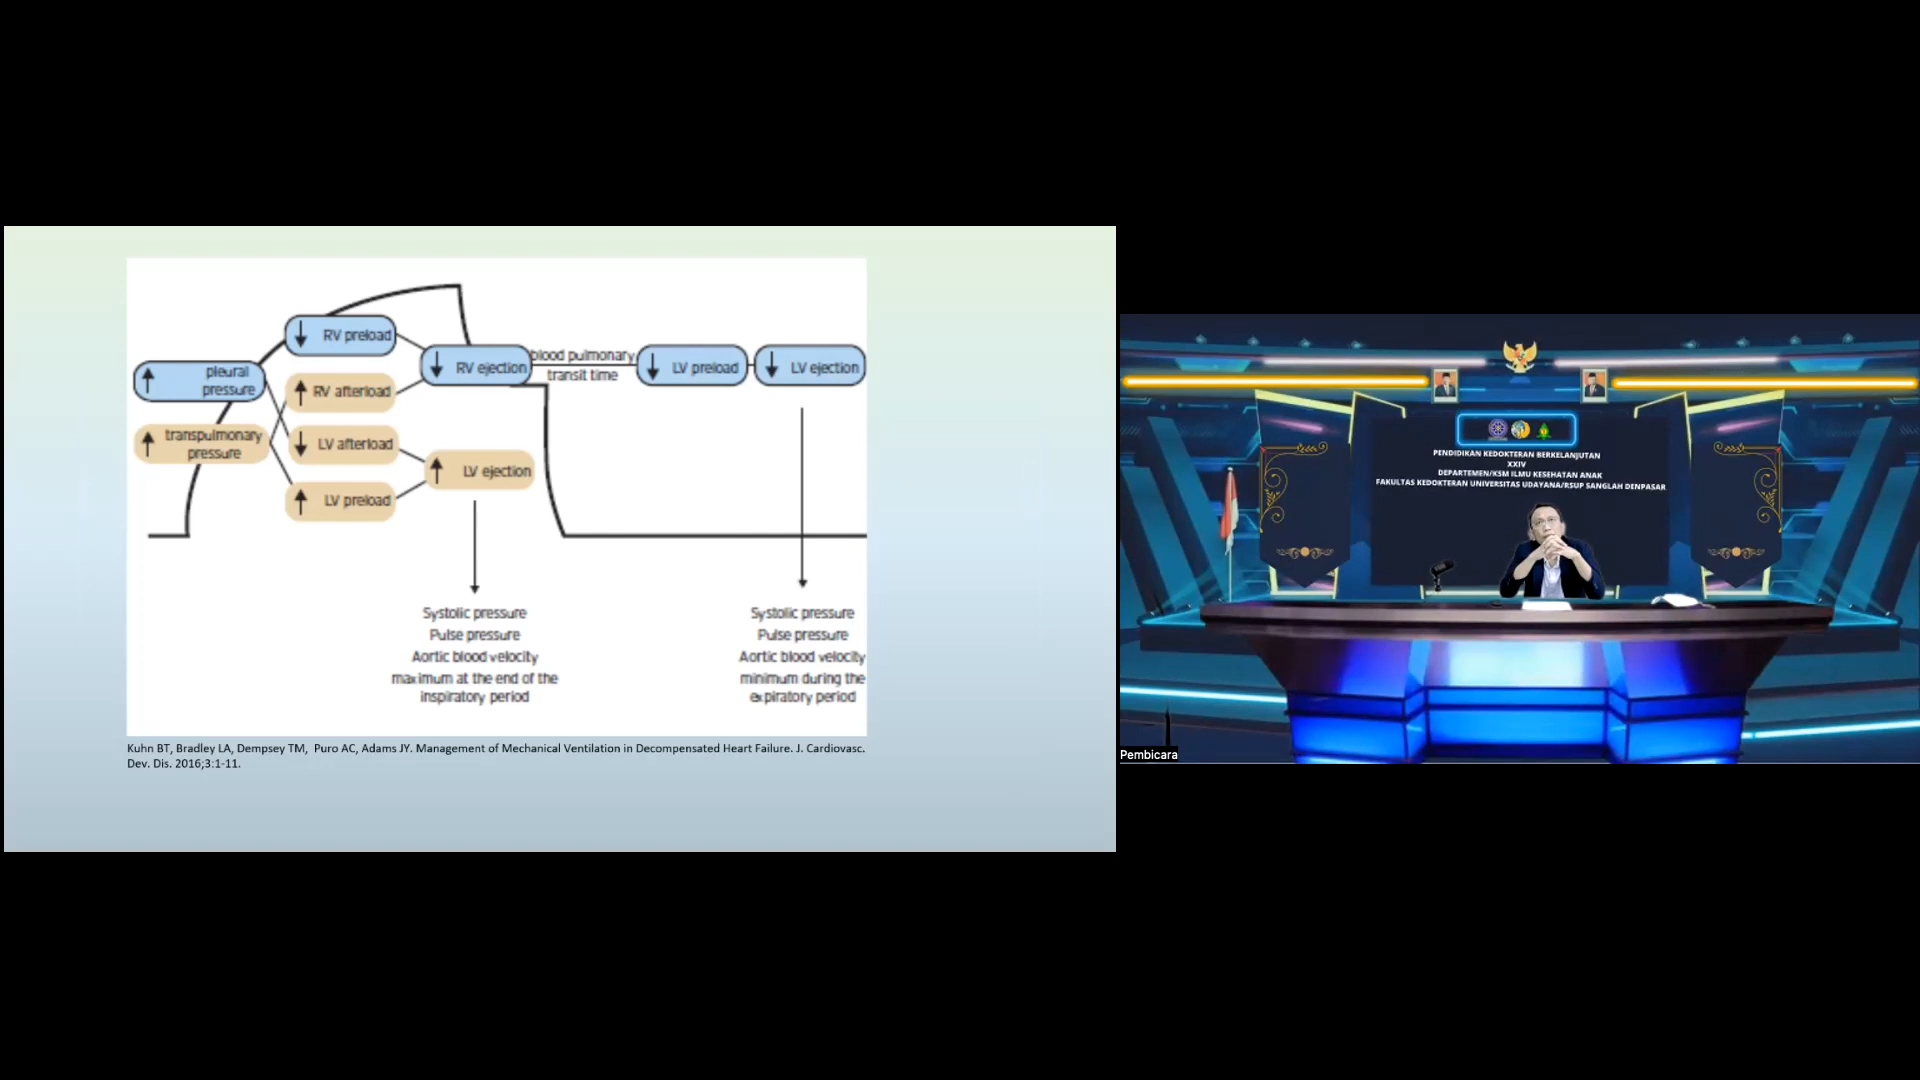 RV preload
pleural
pressure
RV ejection
blood pulmonary
transit time
LV preload
LV ejection
RV afterload
transpulmonary
pressure
LV afterload
LV ejection
LV preload
Systolic pressure
Pulse pressure
Aortic blood velocity
maximum at the end of the
inspiratory period
Systolic pressure
Pulse pressure
Aortic blood velocity
minimum during the
expiratory period
Kuhn BT, Bradley LA, Dempsey TM, Puro AC, Adams JY. Management of Mechanical Ventilation in Decompensated Heart Failure. J. Cardiovasc.
Dev. Dis. 2016;3:1-11.
PENDIDIKAN KEDOKTERAN BERKELANJUTAN
XXIV
DEPARTEMEN/KSM ILMU KESEHATAN ANAK
FAKULTAS KEDOKTERAN UNIVERSITAS UDAYANA/RSUP SANGLAH DENPASAR
Pembicara